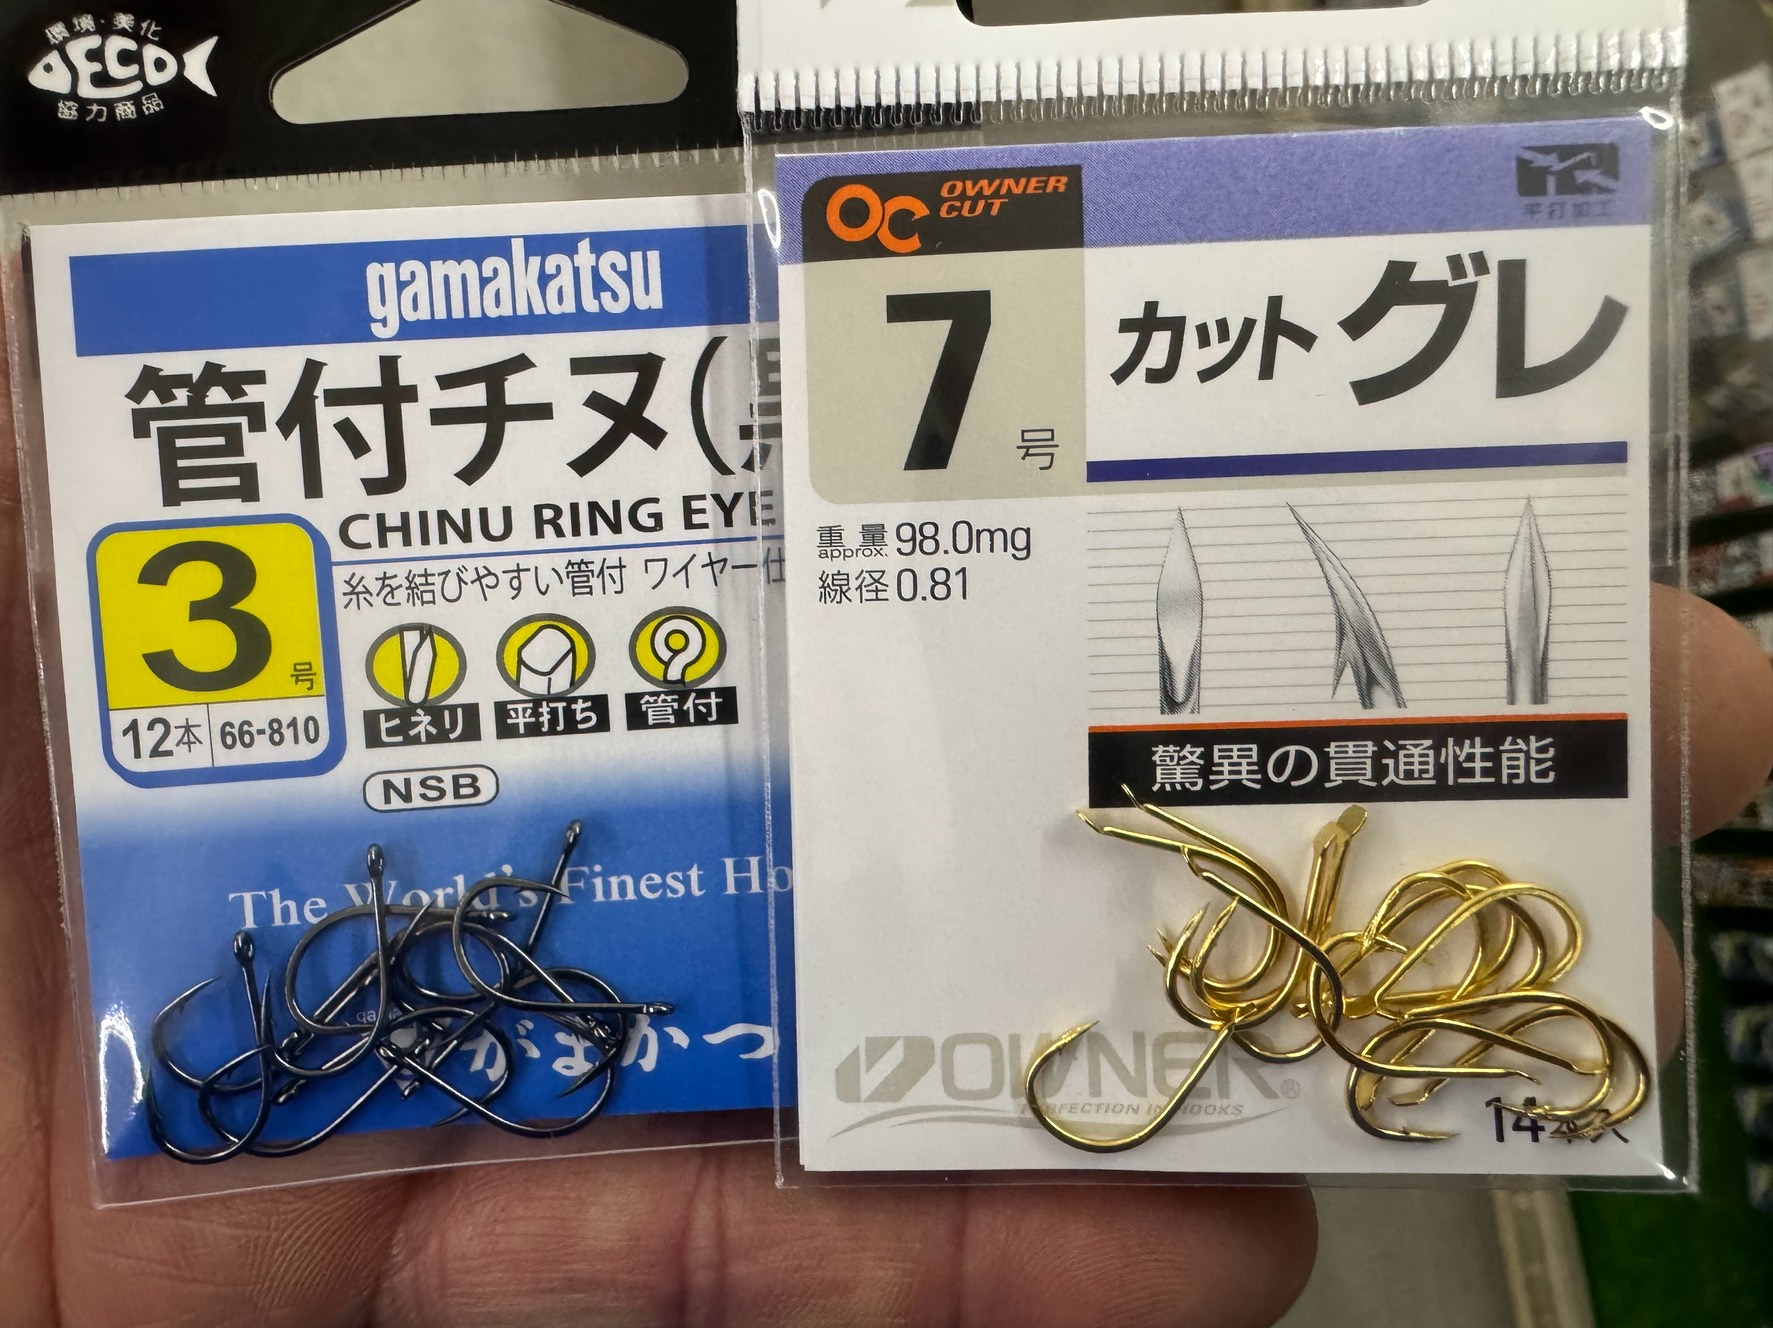 環境・美化
ECO
協力商品
gamakatsu
管付チヌ(
CHINU RING EYE
糸を結びやすい管付 ワイヤー仕
3号
12本 66-810
ヒネリ 平打ち 管付
NSB
The World's Finest Ho
がまかつ
OWNER
CUT
平打加工
7号
カットグレ
重量 approx. 98.0mg
線径 0.81
驚異の貫通性能
OWNER®
PERFECTION IN HOOKS
14本